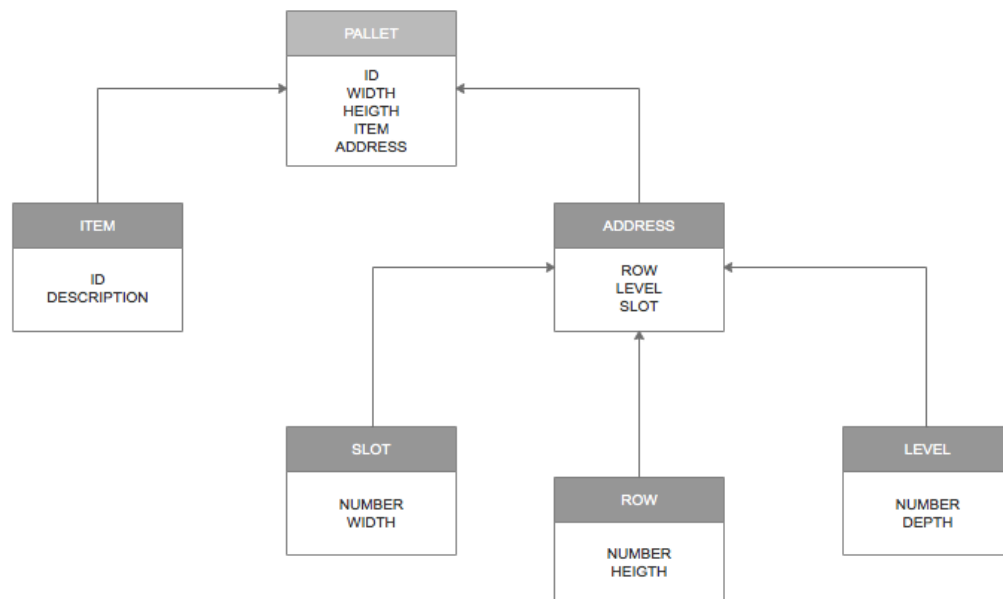 PALLET
ID
WIDTH
HEIGTH
ITEM
ADDRESS
ITEM
ID
DESCRIPTION
ADDRESS
ROW
LEVEL
SLOT
SLOT
NUMBER
WIDTH
ROW
NUMBER
HEIGTH
LEVEL
NUMBER
DEPTH